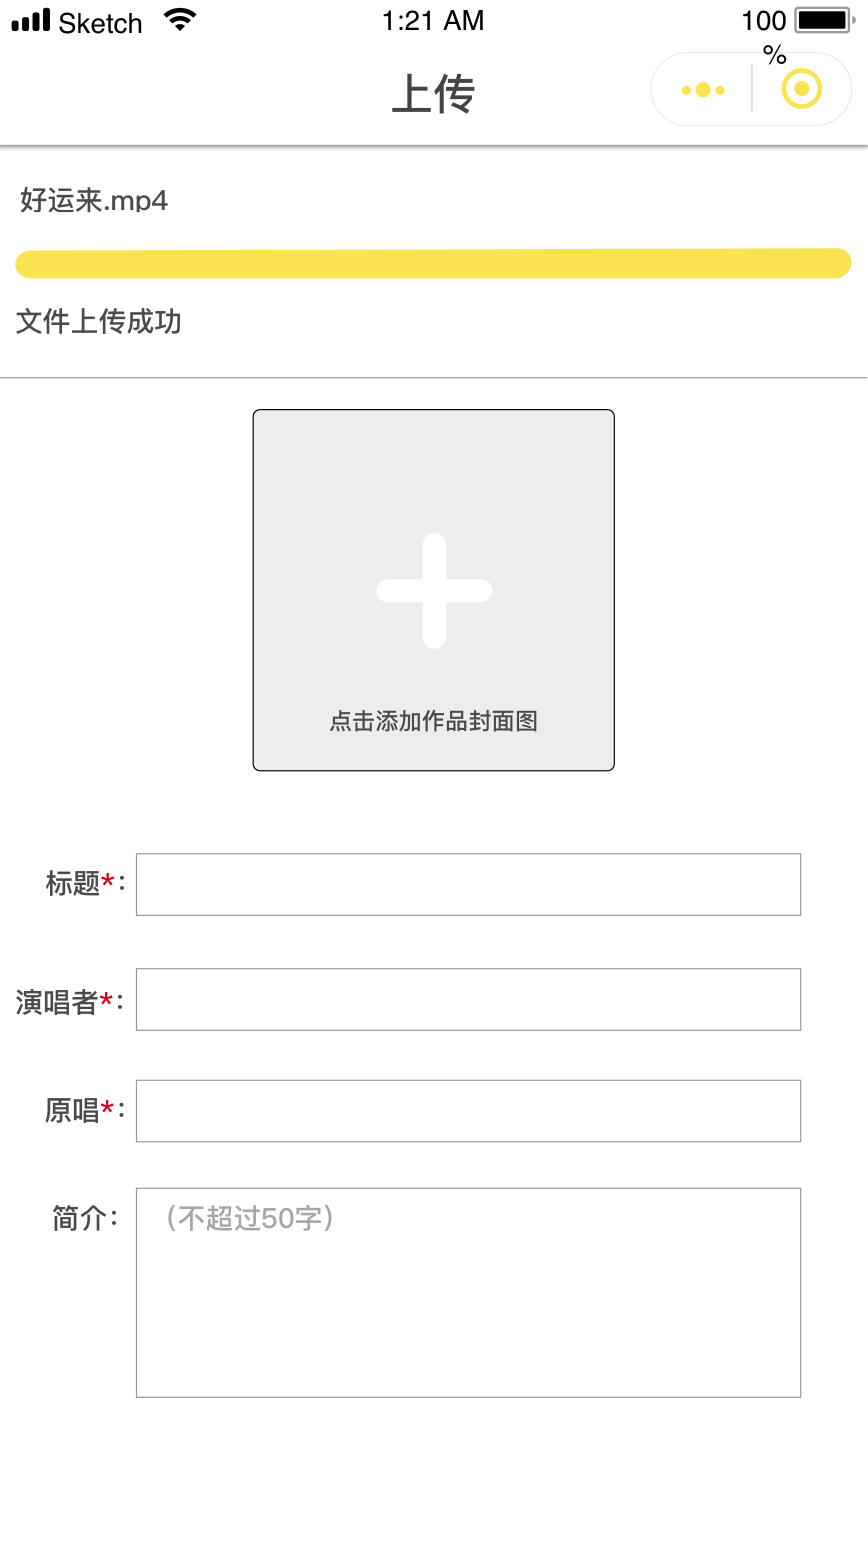 Sketch 1:21 AM 100
%
上传
好运来.mp4
文件上传成功
点击添加作品封面图
标题*：
演唱者*：
原唱*：
简介： （不超过50字）